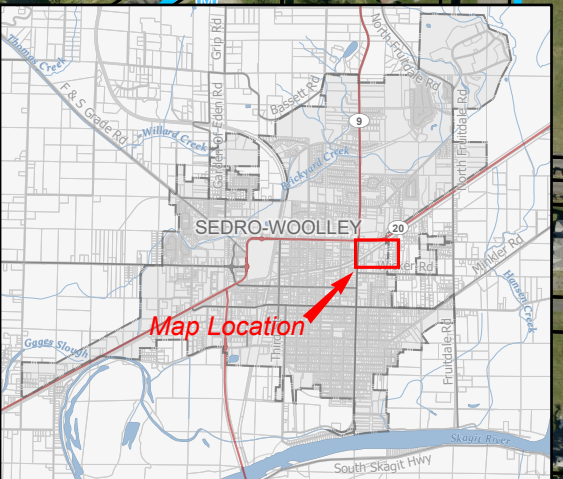 Thomas Creek
Grip Rd
North Fruitdale Rd
F & S Grade Rd
Garden Of Eden Rd
Bassett Rd
9
Willard Creek
Brickyard Creek
North Fruitdale Rd
SEDRO-WOOLLEY
20
Minkler Rd
Hansen Creek
Map Location
Gages Slough
Third
Fruitdale Rd
Skagit River
South Skagit Hwy